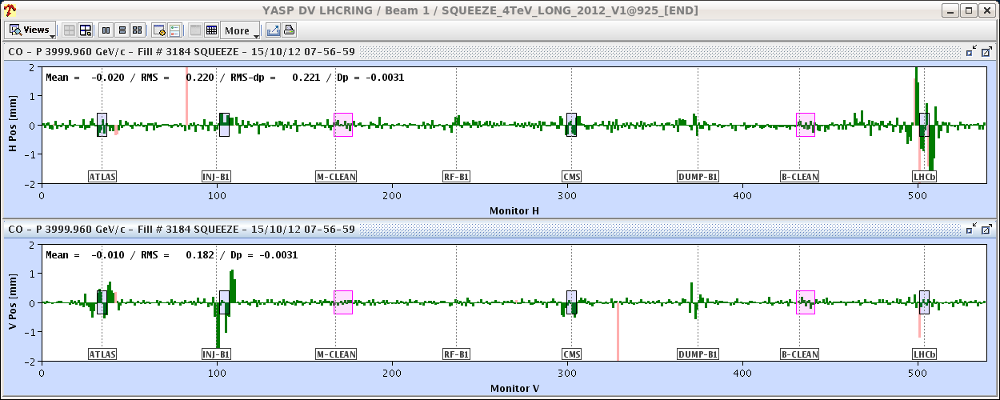 YASP DV LHCRING / Beam 1 / SQUEEZE_4TeV_LONG_2012_V1@925_[END]
Views More
CO - P 3999.960 GeV/c - Fill # 3184 SQUEEZE - 15/10/12 07-56-59
Mean = -0.020 / RMS = 0.220 / RMS-dp = 0.221 / Dp = -0.0031
H Pos [mm]
2
1
0
-1
-2
ATLAS INJ-B1 M-CLEAN RF-B1 CMS DUMP-B1 B-CLEAN LHCb
0 100 200 300 400 500
Monitor H
CO - P 3999.960 GeV/c - Fill # 3184 SQUEEZE - 15/10/12 07-56-59
Mean = -0.010 / RMS = 0.182 / Dp = -0.0031
V Pos [mm]
2
1
0
-1
-2
ATLAS INJ-B1 M-CLEAN RF-B1 CMS DUMP-B1 B-CLEAN LHCb
0 100 200 300 400 500
Monitor V